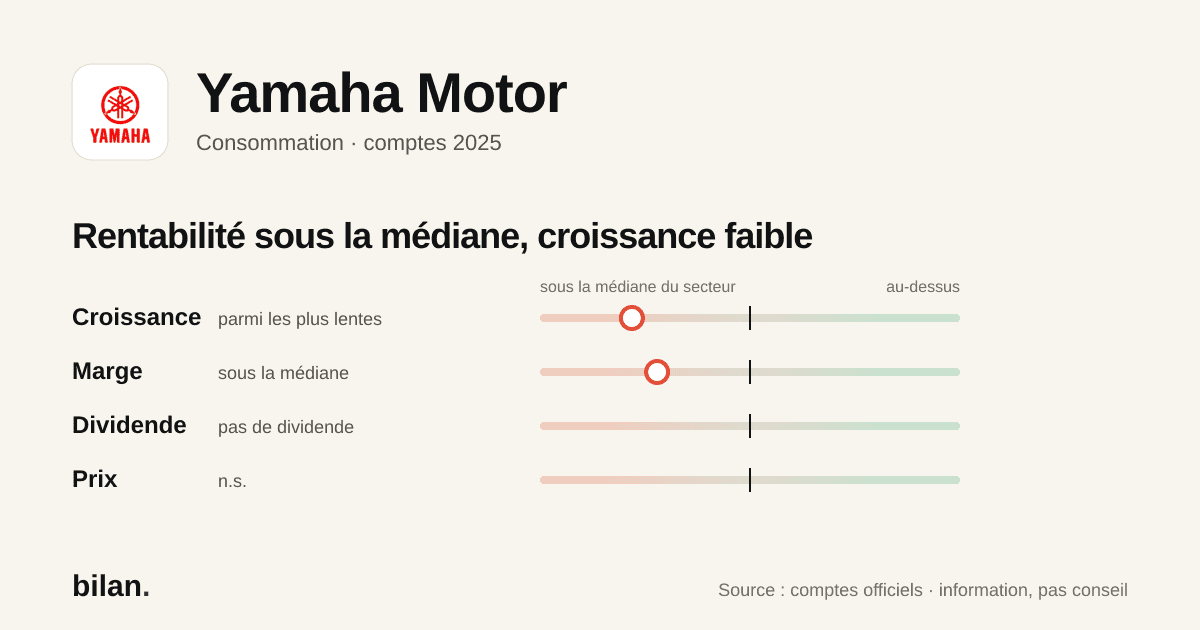 YAMAHA
Yamaha Motor
Consommation · comptes 2025
Rentabilité sous la médiane, croissance faible
sous la médiane du secteur au-dessus
Croissance parmi les plus lentes
Marge sous la médiane
Dividende pas de dividende
Prix n.s.
bilan.
Source : comptes officiels · information, pas conseil